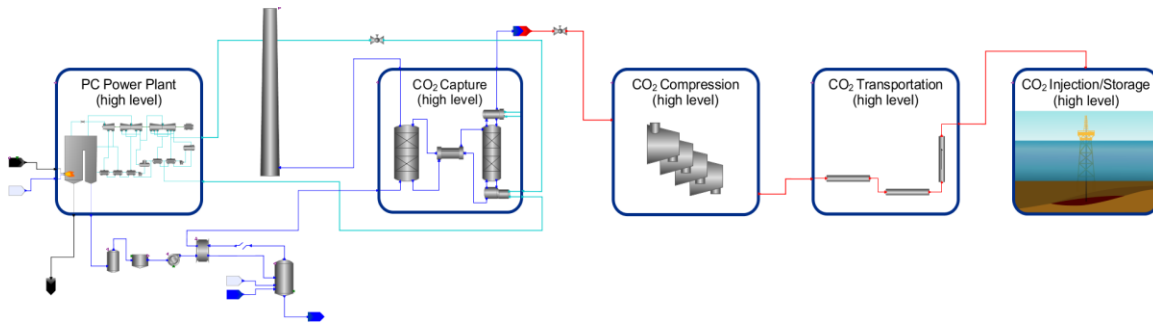 PC Power Plant
(high level)
CO₂ Capture
(high level)
CO₂ Compression
(high level)
CO₂ Transportation
(high level)
CO₂ Injection/Storage
(high level)